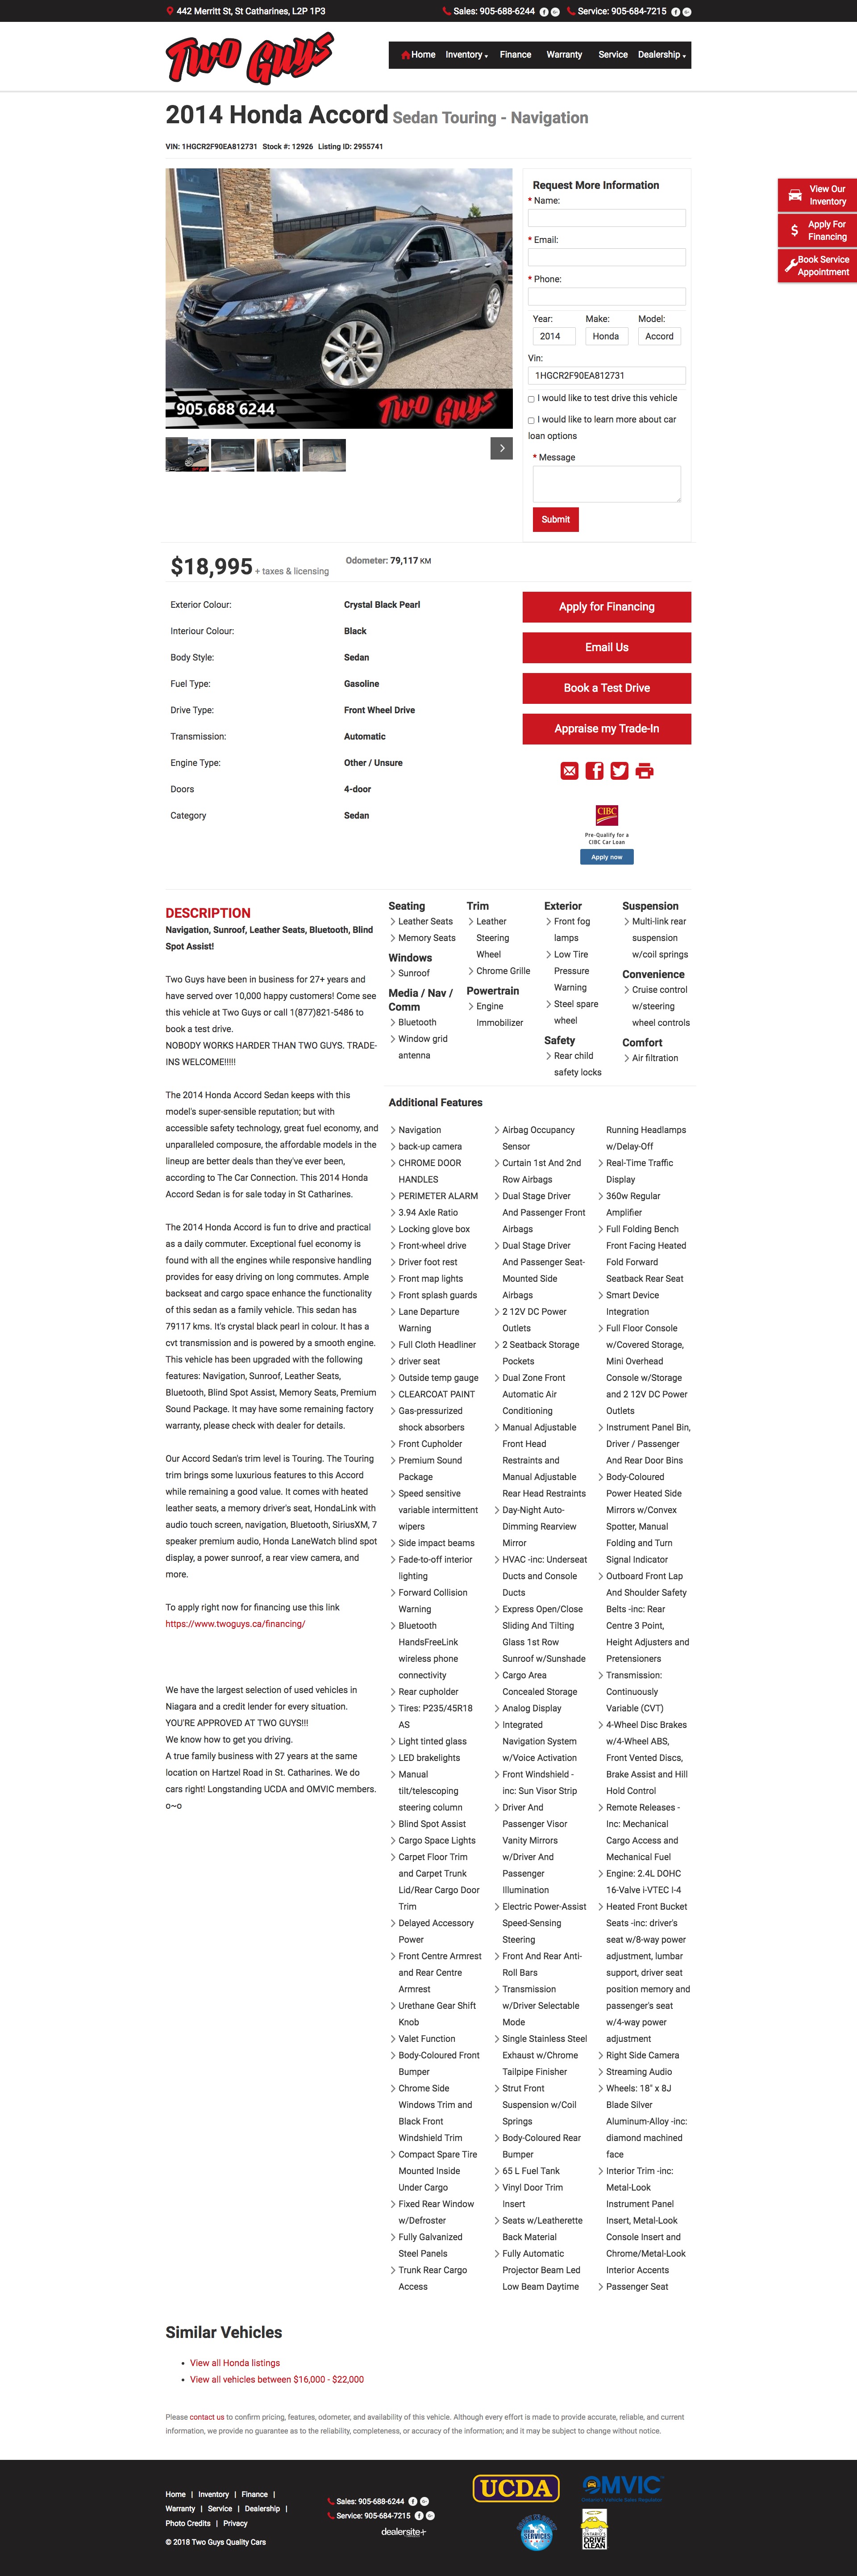 442 Merritt St, St Catharines, L2P 1P3
Sales: 905-688-6244
Service: 905-684-7215
TWO GUYS
Home
Inventory
Finance
Warranty
Service
Dealership
2014 Honda Accord Sedan Touring - Navigation
VIN: 1HGCR2F90EA812731 Stock #: 12926 Listing ID: 2955741
View Our
Inventory
Apply For
Financing
Book Service
Appointment
905 688 6244
TWO GUYS
Request More Information
* Name:
* Email:
* Phone:
Year: Make: Model:
2014 Honda Accord
Vin:
1HGCR2F90EA812731
I would like to test drive this vehicle
I would like to learn more about car
loan options
* Message
Submit
$18,995 + taxes & licensing
Odometer: 79,117 KM
Exterior Colour: Crystal Black Pearl
Interiour Colour: Black
Body Style: Sedan
Fuel Type: Gasoline
Drive Type: Front Wheel Drive
Transmission: Automatic
Engine Type: Other / Unsure
Doors 4-door
Category Sedan
Apply for Financing
Email Us
Book a Test Drive
Appraise my Trade-In
CIBC
Pre-Qualify for a
CIBC Car Loan
Apply now
DESCRIPTION
Navigation, Sunroof, Leather Seats, Bluetooth, Blind
Spot Assist!
Two Guys have been in business for 27+ years and
have served over 10,000 happy customers! Come see
this vehicle at Two Guys or call 1(877)821-5486 to
book a test drive.
NOBODY WORKS HARDER THAN TWO GUYS. TRADE-
INS WELCOME!!!!!
The 2014 Honda Accord Sedan keeps with this
model's super-sensible reputation; but with
accessible safety technology, great fuel economy, and
unparalleled composure, the affordable models in the
lineup are better deals than they've ever been,
according to The Car Connection. This 2014 Honda
Accord Sedan is for sale today in St Catharines.
The 2014 Honda Accord is fun to drive and practical
as a daily commuter. Exceptional fuel economy is
found with all the engines while responsive handling
provides for easy driving on long commutes. Ample
backseat and cargo space enhance the functionality
of this sedan as a family vehicle. This sedan has
79117 kms. It's crystal black pearl in colour. It has a
cvt transmission and is powered by a smooth engine.
This vehicle has been upgraded with the following
features: Navigation, Sunroof, Leather Seats,
Bluetooth, Blind Spot Assist, Memory Seats, Premium
Sound Package. It may have some remaining factory
warranty, please check with dealer for details.
Our Accord Sedan's trim level is Touring. The Touring
trim brings some luxurious features to this Accord
while remaining a good value. It comes with heated
leather seats, a memory driver's seat, HondaLink with
audio touch screen, navigation, Bluetooth, SiriusXM, 7
speaker premium audio, Honda LaneWatch blind spot
display, a power sunroof, a rear view camera, and
more.
To apply right now for financing use this link
https://www.twoguys.ca/financing/
We have the largest selection of used vehicles in
Niagara and a credit lender for every situation.
YOU'RE APPROVED AT TWO GUYS!!!
We know how to get you driving.
A true family business with 27 years at the same
location on Hartzel Road in St. Catharines. We do
cars right! Longstanding UCDA and OMVIC members.
o~o
Seating
Leather Seats
Memory Seats
Windows
Sunroof
Media / Nav /
Comm
Bluetooth
Window grid
antenna
Trim
Leather
Steering
Wheel
Chrome Grille
Powertrain
Engine
Immobilizer
Exterior
Front fog
lamps
Low Tire
Pressure
Warning
Steel spare
wheel
Safety
Rear child
safety locks
Suspension
Multi-link rear
suspension
w/coil springs
Convenience
Cruise control
w/steering
wheel controls
Comfort
Air filtration
Additional Features
Navigation
back-up camera
CHROME DOOR
HANDLES
PERIMETER ALARM
3.94 Axle Ratio
Locking glove box
Front-wheel drive
Driver foot rest
Front map lights
Front splash guards
Lane Departure
Warning
Full Cloth Headliner
driver seat
Outside temp gauge
CLEARCOAT PAINT
Gas-pressurized
shock absorbers
Front Cupholder
Premium Sound
Package
Speed sensitive
variable intermittent
wipers
Side impact beams
Fade-to-off interior
lighting
Forward Collision
Warning
Bluetooth
HandsFreeLink
wireless phone
connectivity
Rear cupholder
Tires: P235/45R18
AS
Light tinted glass
LED brakelights
Manual
tilt/telescoping
steering column
Blind Spot Assist
Cargo Space Lights
Carpet Floor Trim
and Carpet Trunk
Lid/Rear Cargo Door
Trim
Delayed Accessory
Power
Front Centre Armrest
and Rear Centre
Armrest
Urethane Gear Shift
Knob
Valet Function
Body-Coloured Front
Bumper
Chrome Side
Windows Trim and
Black Front
Windshield Trim
Compact Spare Tire
Mounted Inside
Under Cargo
Fixed Rear Window
w/Defroster
Fully Galvanized
Steel Panels
Trunk Rear Cargo
Access
Airbag Occupancy
Sensor
Curtain 1st And 2nd
Row Airbags
Dual Stage Driver
And Passenger Front
Airbags
Dual Stage Driver
And Passenger Seat-
Mounted Side
Airbags
2 12V DC Power
Outlets
2 Seatback Storage
Pockets
Dual Zone Front
Automatic Air
Conditioning
Manual Adjustable
Front Head
Restraints and
Manual Adjustable
Rear Head Restraints
Day-Night Auto-
Dimming Rearview
Mirror
HVAC -inc: Underseat
Ducts and Console
Ducts
Express Open/Close
Sliding And Tilting
Glass 1st Row
Sunroof w/Sunshade
Cargo Area
Concealed Storage
Analog Display
Integrated
Navigation System
w/Voice Activation
Front Windshield -
inc: Sun Visor Strip
Driver And
Passenger Visor
Vanity Mirrors
w/Driver And
Passenger
Illumination
Electric Power-Assist
Speed-Sensing
Steering
Front And Rear Anti-
Roll Bars
Transmission
w/Driver Selectable
Mode
Single Stainless Steel
Exhaust w/Chrome
Tailpipe Finisher
Strut Front
Suspension w/Coil
Springs
Body-Coloured Rear
Bumper
65 L Fuel Tank
Vinyl Door Trim
Insert
Seats w/Leatherette
Back Material
Fully Automatic
Projector Beam Led
Low Beam Daytime
Running Headlamps
w/Delay-Off
Real-Time Traffic
Display
360w Regular
Amplifier
Full Folding Bench
Front Facing Heated
Fold Forward
Seatback Rear Seat
Smart Device
Integration
Full Floor Console
w/Covered Storage,
Mini Overhead
Console w/Storage
and 2 12V DC Power
Outlets
Instrument Panel Bin,
Driver / Passenger
And Rear Door Bins
Body-Coloured
Power Heated Side
Mirrors w/Convex
Spotter, Manual
Folding and Turn
Signal Indicator
Outboard Front Lap
And Shoulder Safety
Belts -inc: Rear
Centre 3 Point,
Height Adjusters and
Pretensioners
Transmission:
Continuously
Variable (CVT)
4-Wheel Disc Brakes
w/4-Wheel ABS,
Front Vented Discs,
Brake Assist and Hill
Hold Control
Remote Releases -
Inc: Mechanical
Cargo Access and
Mechanical Fuel
Engine: 2.4L DOHC
16-Valve i-VTEC I-4
Heated Front Bucket
Seats -inc: driver's
seat w/8-way power
adjustment, lumbar
support, driver seat
position memory and
passenger's seat
w/4-way power
adjustment
Right Side Camera
Streaming Audio
Wheels: 18" x 8J
Blade Silver
Aluminum-Alloy -inc:
diamond machined
face
Interior Trim -inc:
Metal-Look
Instrument Panel
Insert, Metal-Look
Console Insert and
Chrome/Metal-Look
Interior Accents
Passenger Seat
Similar Vehicles
View all Honda listings
View all vehicles between $16,000 - $22,000
Please contact us to confirm pricing, features, odometer, and availability of this vehicle. Although every effort is made to provide accurate, reliable, and current
information, we provide no guarantee as to the reliability, completeness, or accuracy of the information; and it may be subject to change without notice.
Home | Inventory | Finance |
Warranty | Service | Dealership |
Photo Credits | Privacy
© 2018 Two Guys Quality Cars
Sales: 905-688-6244
Service: 905-684-7215
dealersite+
UCDA
OMVIC
SERVICES
DRIVE
CLEAN